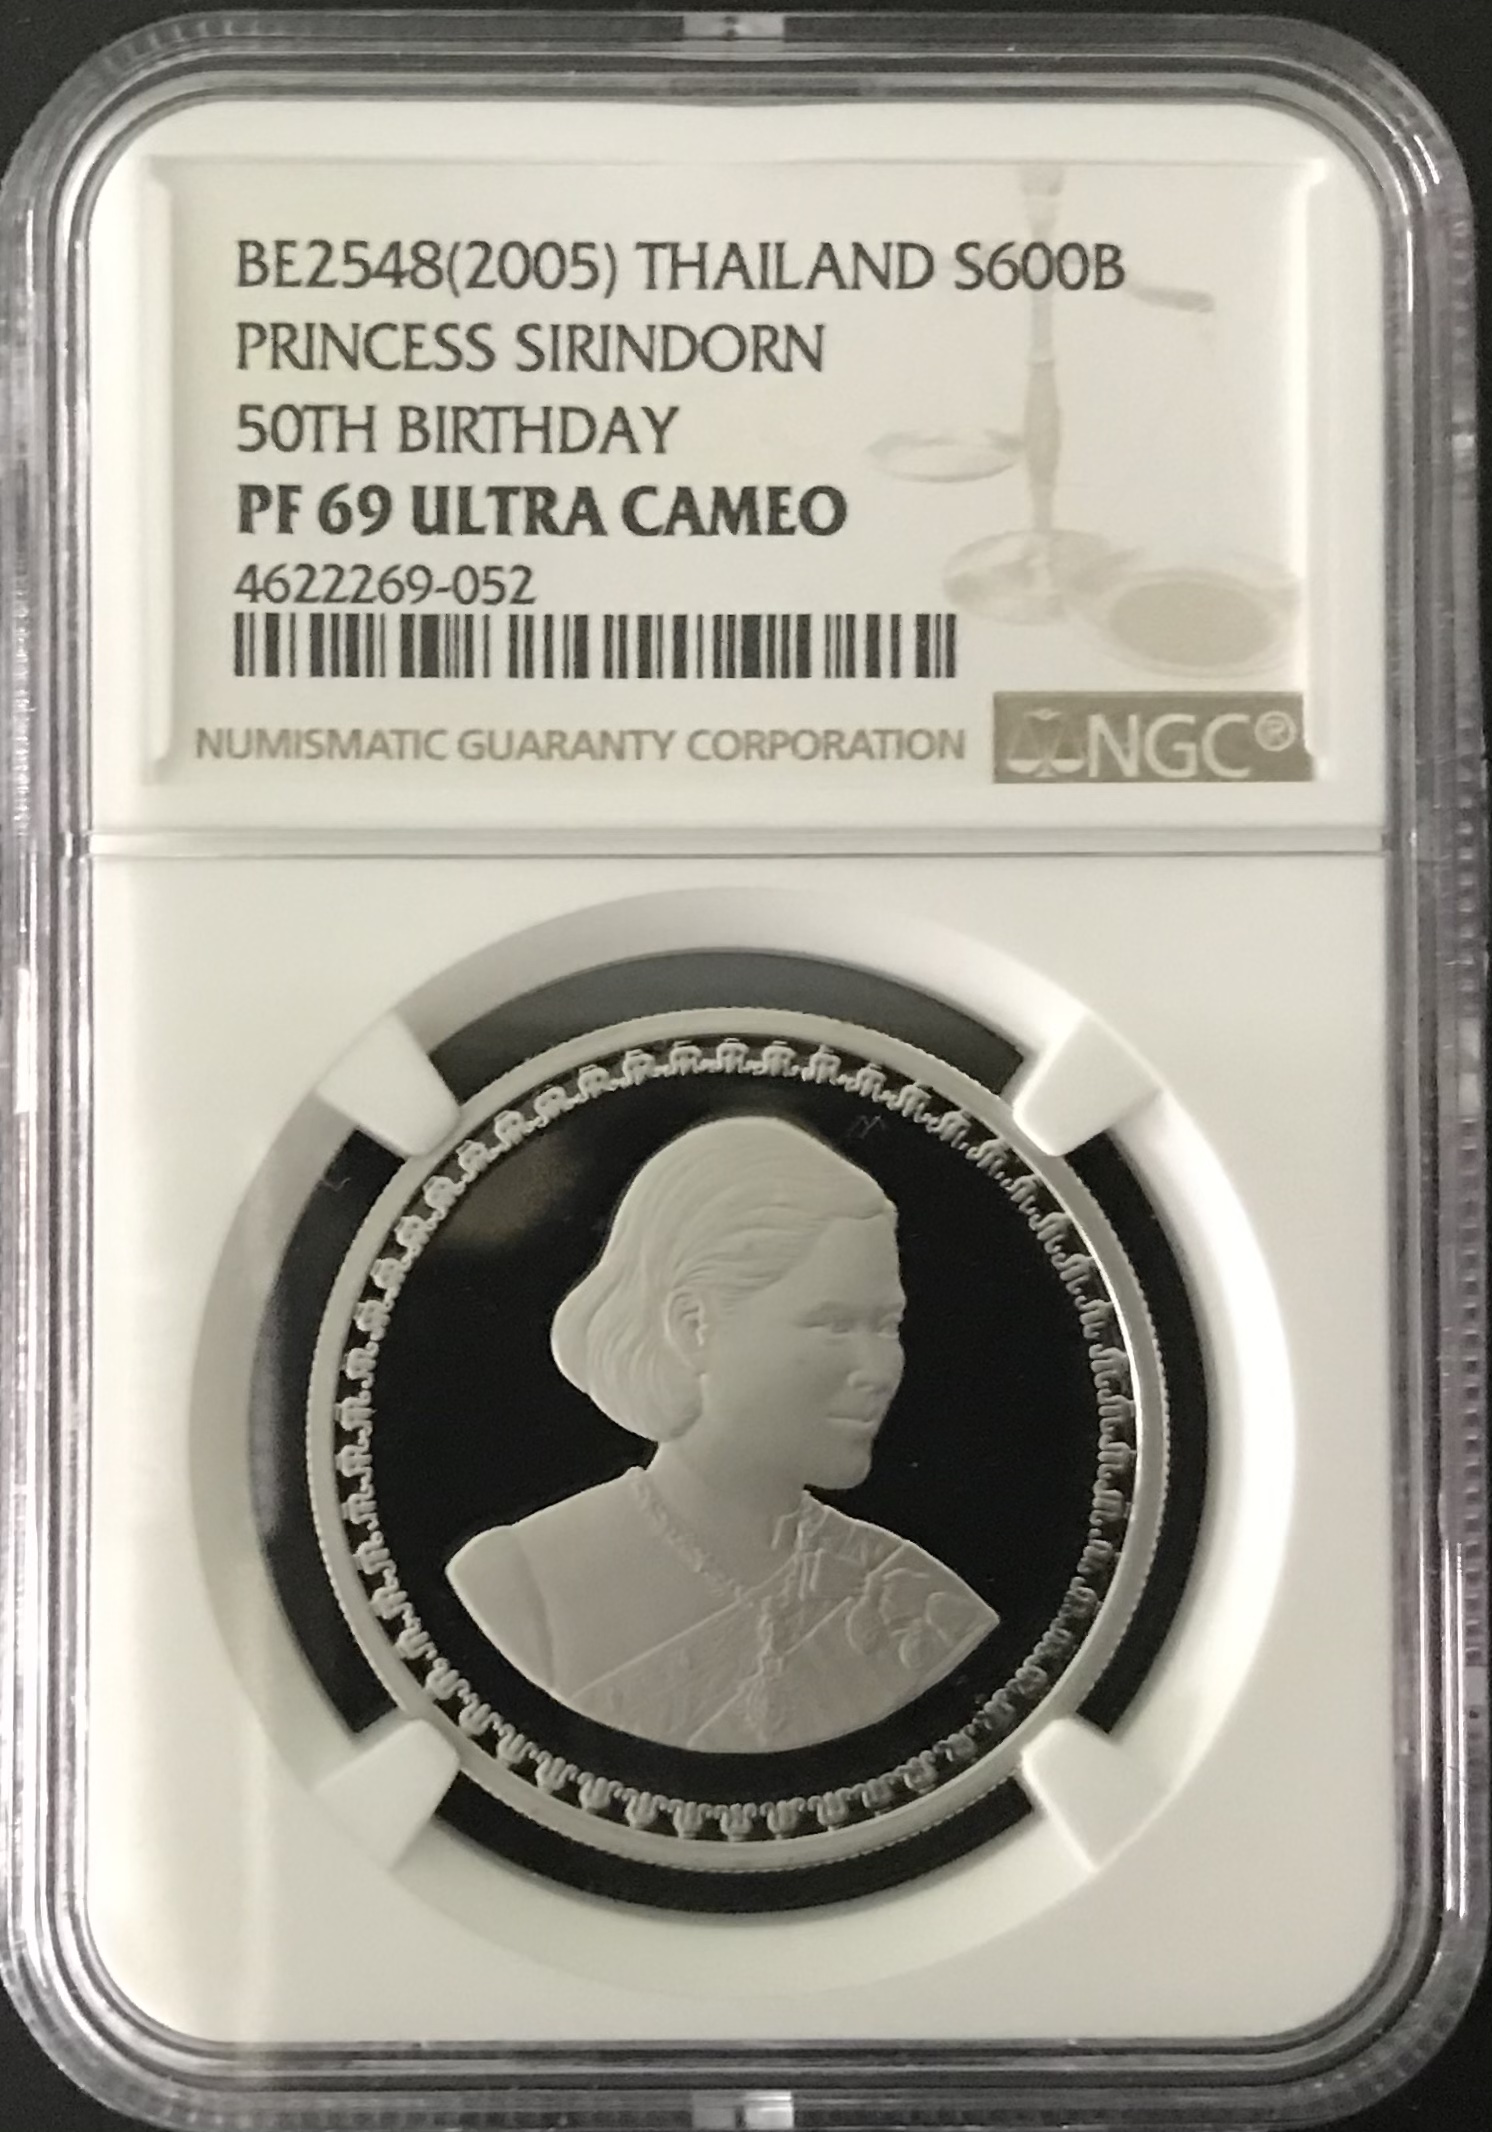 BE2548(2005) THAILAND S600B
PRINCESS SIRINDORN
50TH BIRTHDAY
PF 69 ULTRA CAMEO
4622269-052
NUMISMATIC GUARANTY CORPORATION NGC®